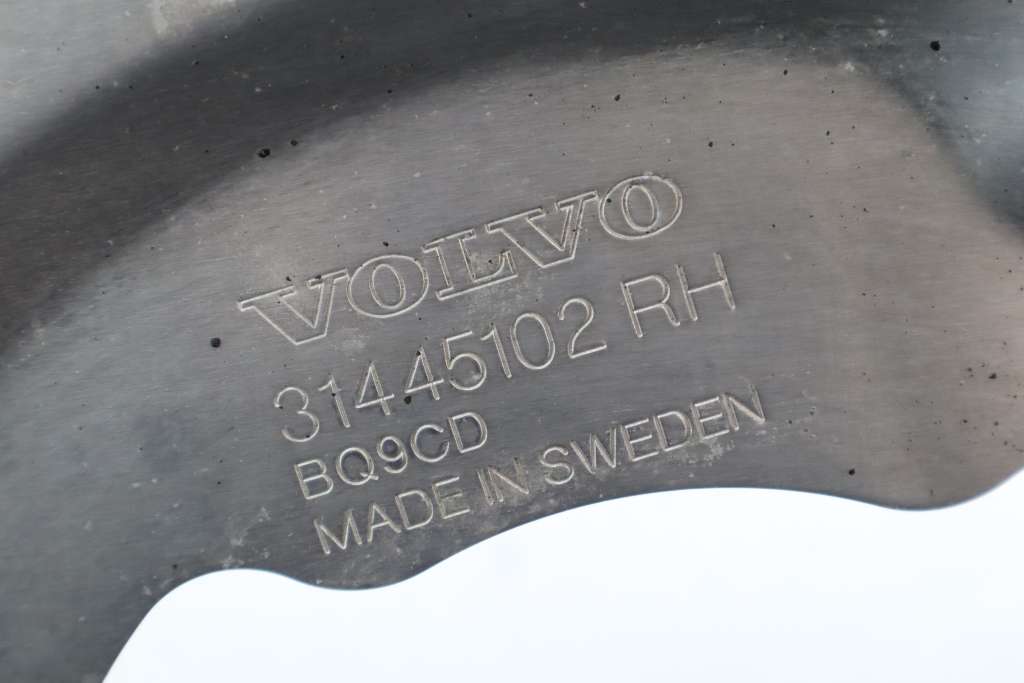 VOLVO
31445102 RH
BQ9CD
MADE IN SWEDEN